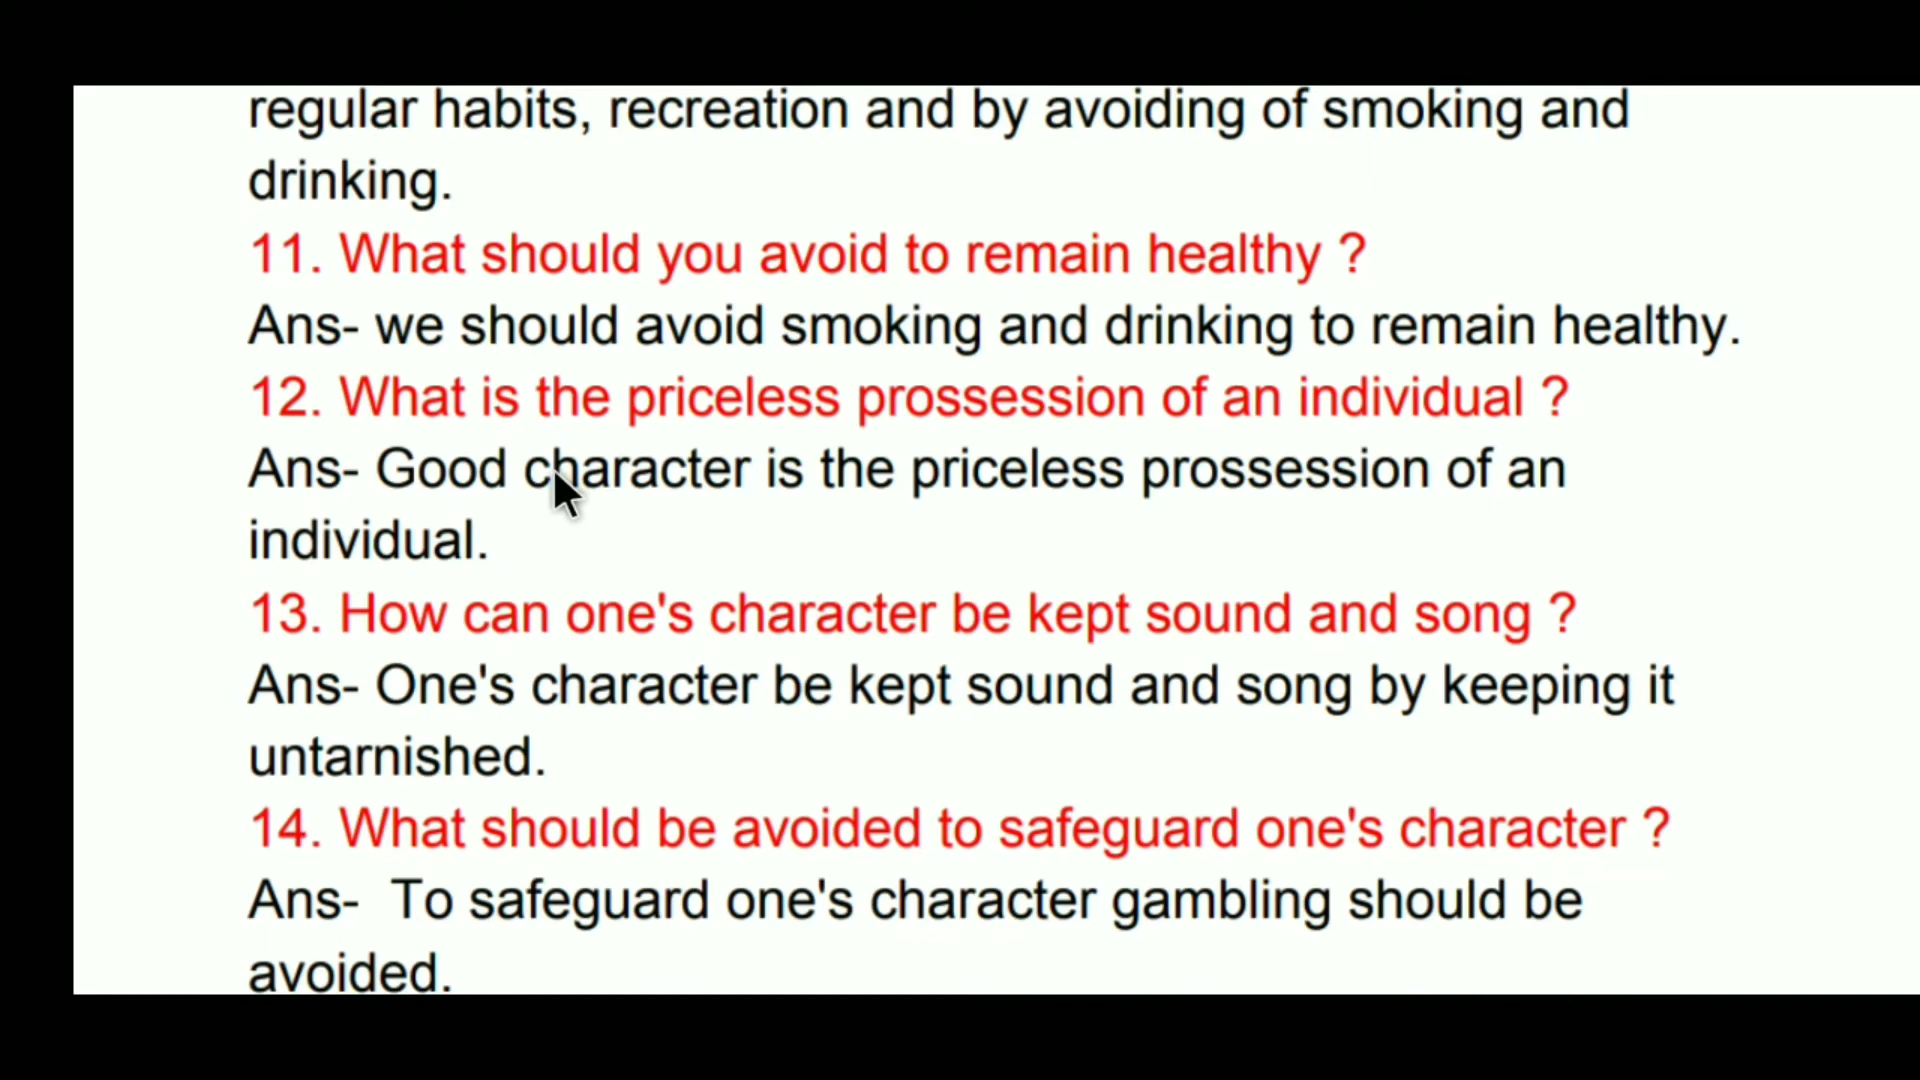 regular habits, recreation and by avoiding of smoking and
drinking.
11. What should you avoid to remain healthy ?
Ans- we should avoid smoking and drinking to remain healthy.
12. What is the priceless prossession of an individual ?
Ans- Good character is the priceless prossession of an
individual.
13. How can one's character be kept sound and song ?
Ans- One's character be kept sound and song by keeping it
untarnished.
14. What should be avoided to safeguard one's character ?
Ans-  To safeguard one's character gambling should be
avoided.